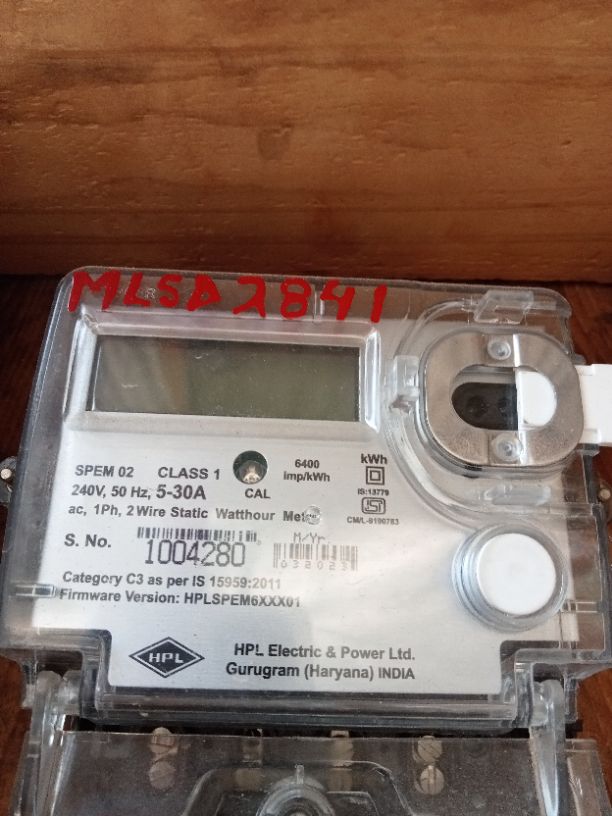 MLSD2841
SPEM 02 CLASS 1
6400
imp/kWh
kWh
240V, 50 Hz, 5-30A
CAL
IS:13779
ac, 1Ph, 2 Wire Static Watthour Meter
CM/L-9190783
S. No. 1004280
M/Yr
032023
Category C3 as per IS 15959:2011
Firmware Version: HPLSPEM6XXX01
HPL
HPL Electric & Power Ltd.
Gurugram (Haryana) INDIA